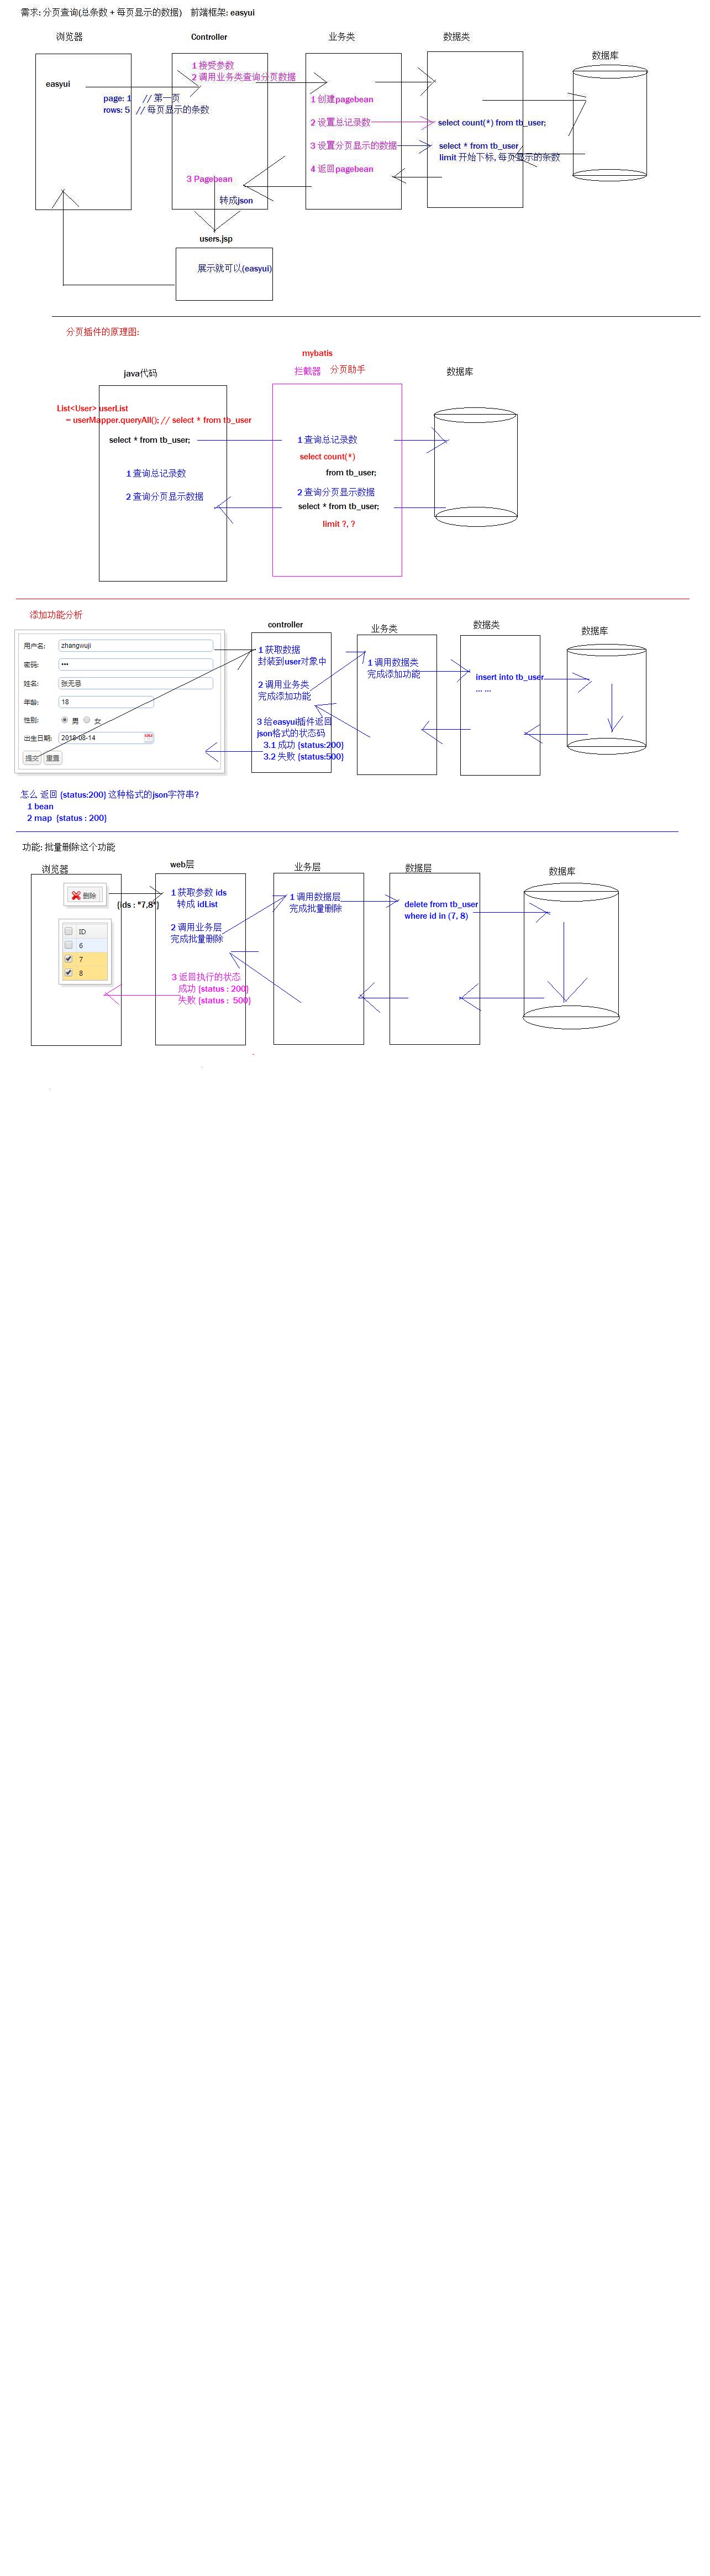 需求: 分页查询(总条数 + 每页显示的数据) 前端框架: easyui
浏览器
Controller
业务类
数据类
数据库
easyui
page: 1 // 第一页
rows: 5 // 每页显示的条数
1 接受参数
2 调用业务类查询分页数据
1 创建pagebean
2 设置总记录数
3 设置分页显示的数据
4 返回pagebean
select count(*) from tb_user;
select * from tb_user
limit 开始下标, 每页显示的条数
3 Pagebean
转成json
users.jsp
展示就可以(easyui)
分页插件的原理图:
mybatis
java代码
拦截器 分页助手
数据库
List<User> userList
= userMapper.queryAll(); // select * from tb_user
select * from tb_user;
1 查询总记录数
2 查询分页显示数据
1 查询总记录数
select count(*)
from tb_user;
2 查询分页显示数据
select * from tb_user;
limit ?, ?
添加功能分析
controller
业务类
数据类
数据库
用户名: zhangwuji
密码: •••
姓名: 张无忌
年龄: 18
性别: 男 女
出生日期: 2018-08-14
提交 重置
1 获取数据
封装到user对象中
2 调用业务类
完成添加功能
3 给easyui插件返回
json格式的状态码
3.1 成功 {status:200}
3.2 失败 {status:500}
1 调用数据类
完成添加功能
insert into tb_user
... ...
怎么 返回 {status:200} 这种格式的json字符串?
1 bean
2 map {status : 200}
功能: 批量删除这个功能
浏览器
web层
业务层
数据层
数据库
删除
{ids : "7,8"}
ID
6
7
8
1 获取参数 ids
转成 idList
2 调用业务层
完成批量删除
3 返回执行的状态
成功 {status : 200}
失败 {status : 500}
1 调用数据层
完成批量删除
delete from tb_user
where id in (7, 8)